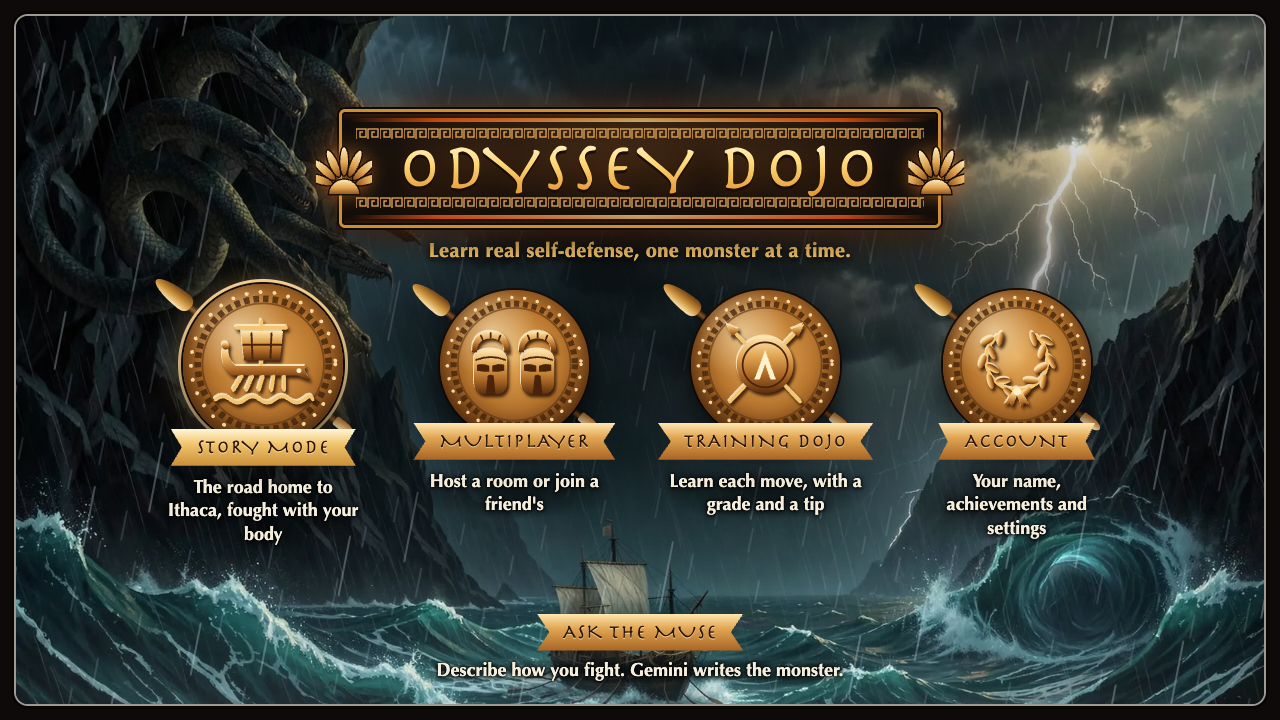 ODYSSEY DOJO
Learn real self-defense, one monster at a time.
STORY MODE
The road home to
Ithaca, fought with your
body
MULTIPLAYER
Host a room or join a
friend's
TRAINING DOJO
Learn each move, with a
grade and a tip
ACCOUNT
Your name,
achievements and
settings
ASK THE MUSE
Describe how you fight. Gemini writes the monster.